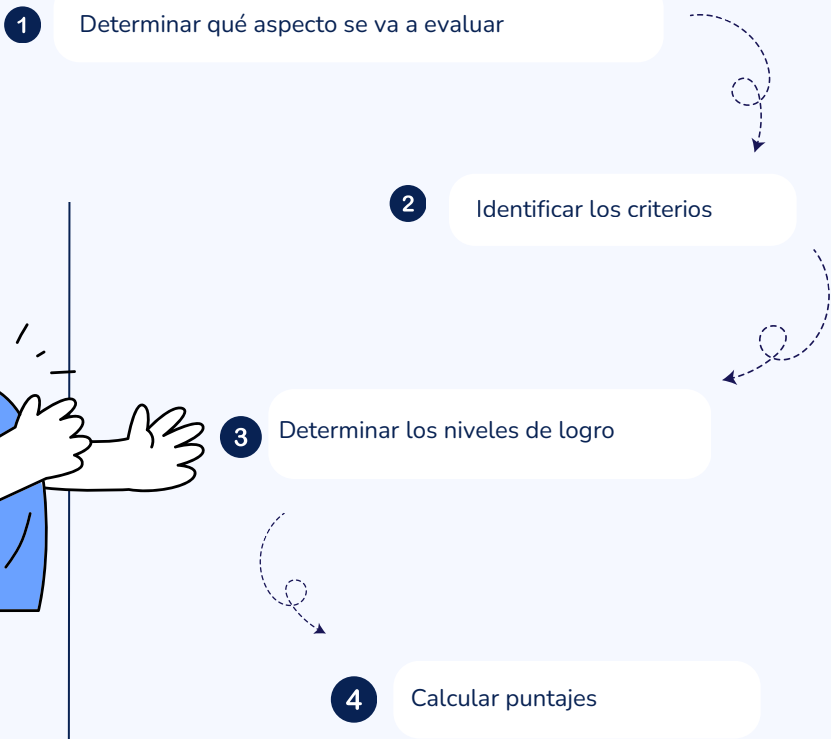 1 Determinar qué aspecto se va a evaluar
2 Identificar los criterios
3 Determinar los niveles de logro
4 Calcular puntajes